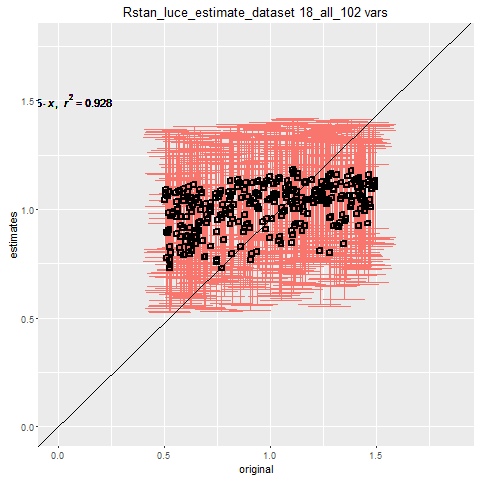 Rstan_luce_estimate_dataset 18_all_102 vars
5· x, r² = 0.928
1.5
1.0
0.5
0.0
estimates
0.0 0.5 1.0 1.5
original